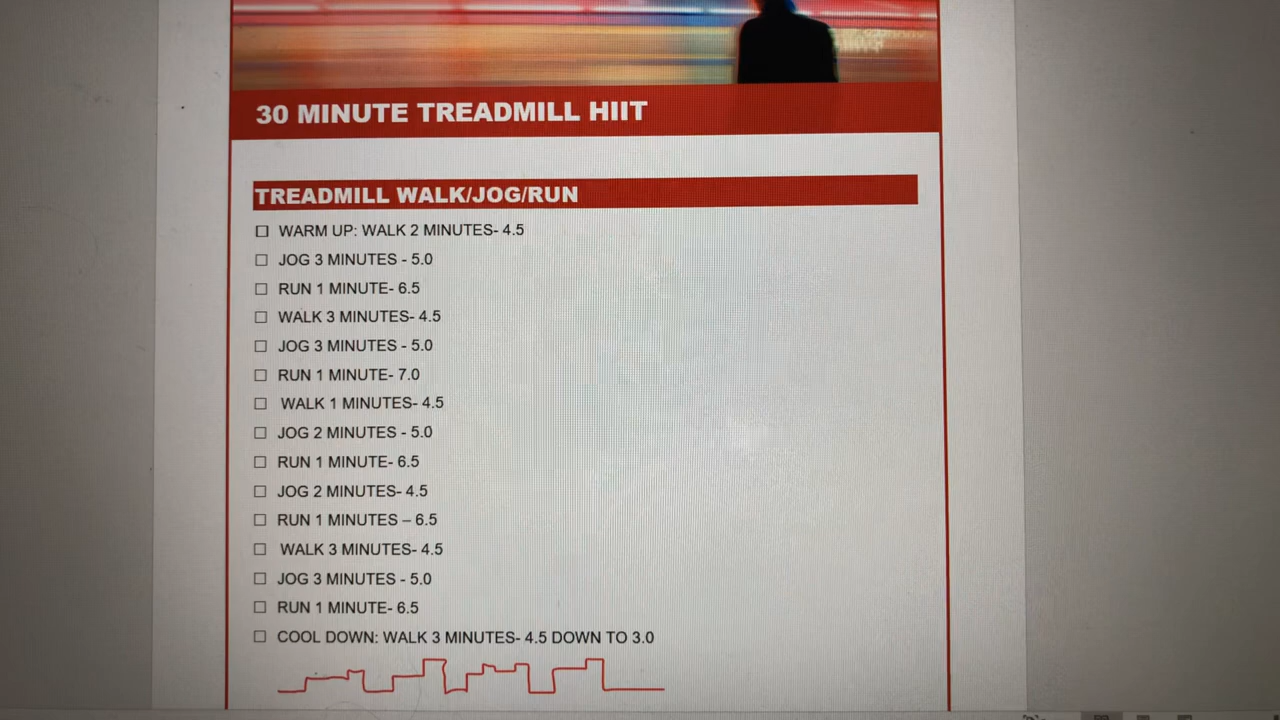 30 MINUTE TREADMILL HIIT
TREADMILL WALK/JOG/RUN
☐ WARM UP: WALK 2 MINUTES- 4.5
☐ JOG 3 MINUTES - 5.0
☐ RUN 1 MINUTE- 6.5
☐ WALK 3 MINUTES- 4.5
☐ JOG 3 MINUTES - 5.0
☐ RUN 1 MINUTE- 7.0
☐ WALK 1 MINUTES- 4.5
☐ JOG 2 MINUTES - 5.0
☐ RUN 1 MINUTE- 6.5
☐ JOG 2 MINUTES- 4.5
☐ RUN 1 MINUTES – 6.5
☐ WALK 3 MINUTES- 4.5
☐ JOG 3 MINUTES - 5.0
☐ RUN 1 MINUTE- 6.5
☐ COOL DOWN: WALK 3 MINUTES- 4.5 DOWN TO 3.0